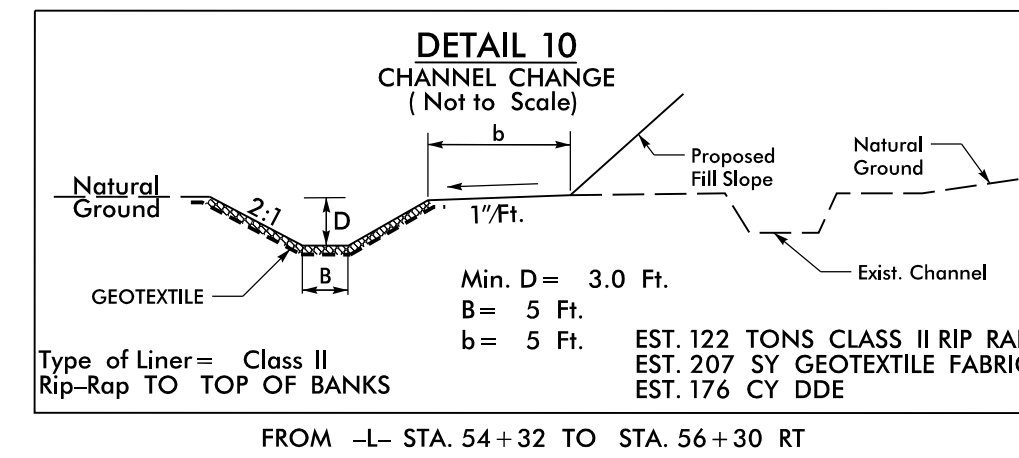 DETAIL 10
CHANNEL CHANGE
( Not to Scale)
b
Proposed
Fill Slope
Natural
Ground
Natural
Ground
2:1
D
1"/Ft.
B
GEOTEXTILE
Exist. Channel
Min. D = 3.0 Ft.
B = 5 Ft.
b = 5 Ft.
Type of Liner = Class II
Rip-Rap TO TOP OF BANKS
EST. 122 TONS CLASS II RIP
EST. 207 SY GEOTEXTILE
EST. 176 CY DDE
FROM -L- STA. 54+32 TO STA. 56+30 RT